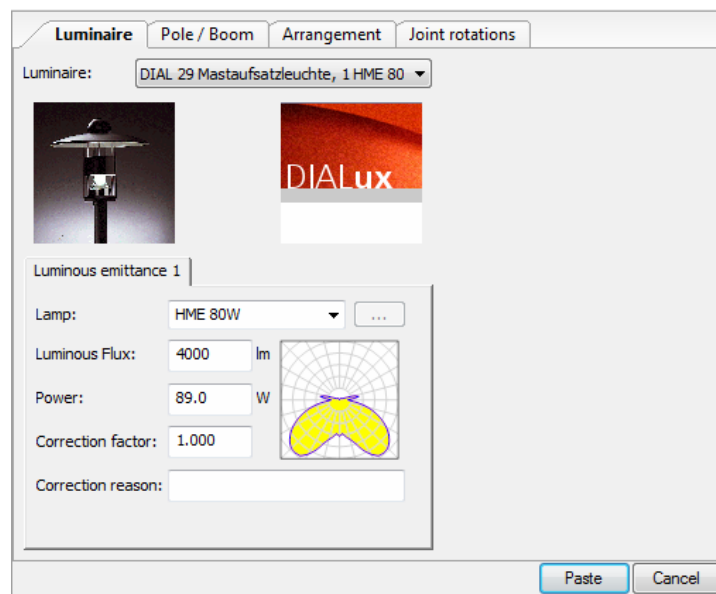 Luminaire Pole / Boom Arrangement Joint rotations
Luminaire: DIAL 29 Mastaufsatzleuchte, 1 HME 80
DIALux
Luminous emittance 1
Lamp: HME 80W ...
Luminous Flux: 4000 lm
Power: 89.0 W
Correction factor: 1.000
Correction reason:
Paste Cancel